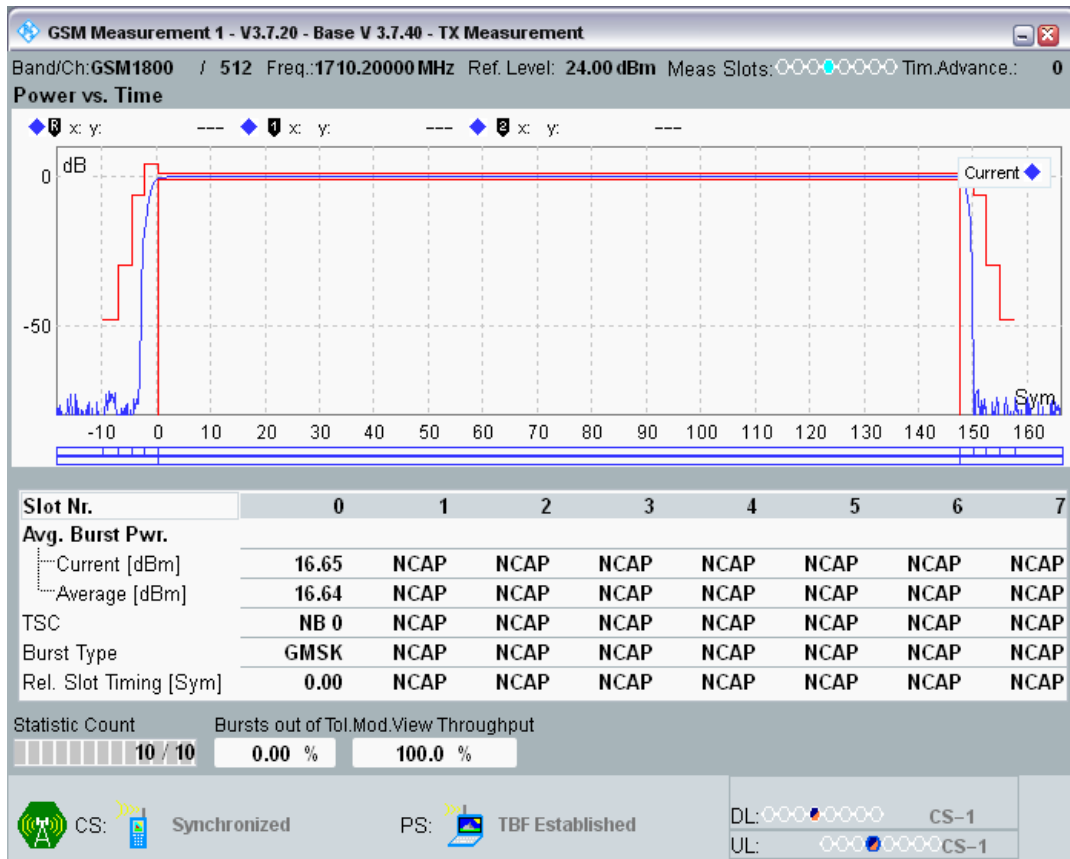 GSM Measurement 1 - V3.7.20 - Base V 3.7.40 - TX Measurement
Band/Ch:GSM1800 / 512 Freq.:1710.20000 MHz Ref. Level: 24.00 dBm Meas Slots: Tim.Advance.: 0
Power vs. Time
R x: y: --- 1 x: y: --- 2 x: y: ---
dB
Current
0
-50
Sym
-10 0 10 20 30 40 50 60 70 80 90 100 110 120 130 140 150 160
Slot Nr. 0 1 2 3 4 5 6 7
Avg. Burst Pwr.
Current [dBm] 16.65 NCAP NCAP NCAP NCAP NCAP NCAP NCAP
Average [dBm] 16.64 NCAP NCAP NCAP NCAP NCAP NCAP NCAP
TSC NB 0 NCAP NCAP NCAP NCAP NCAP NCAP NCAP
Burst Type GMSK NCAP NCAP NCAP NCAP NCAP NCAP NCAP
Rel. Slot Timing [Sym] 0.00 NCAP NCAP NCAP NCAP NCAP NCAP NCAP
Statistic Count Bursts out of Tol.Mod.View Throughput
10 / 10 0.00 % 100.0 %
CS: Synchronized PS: TBF Established
DL: CS-1
UL: CS-1